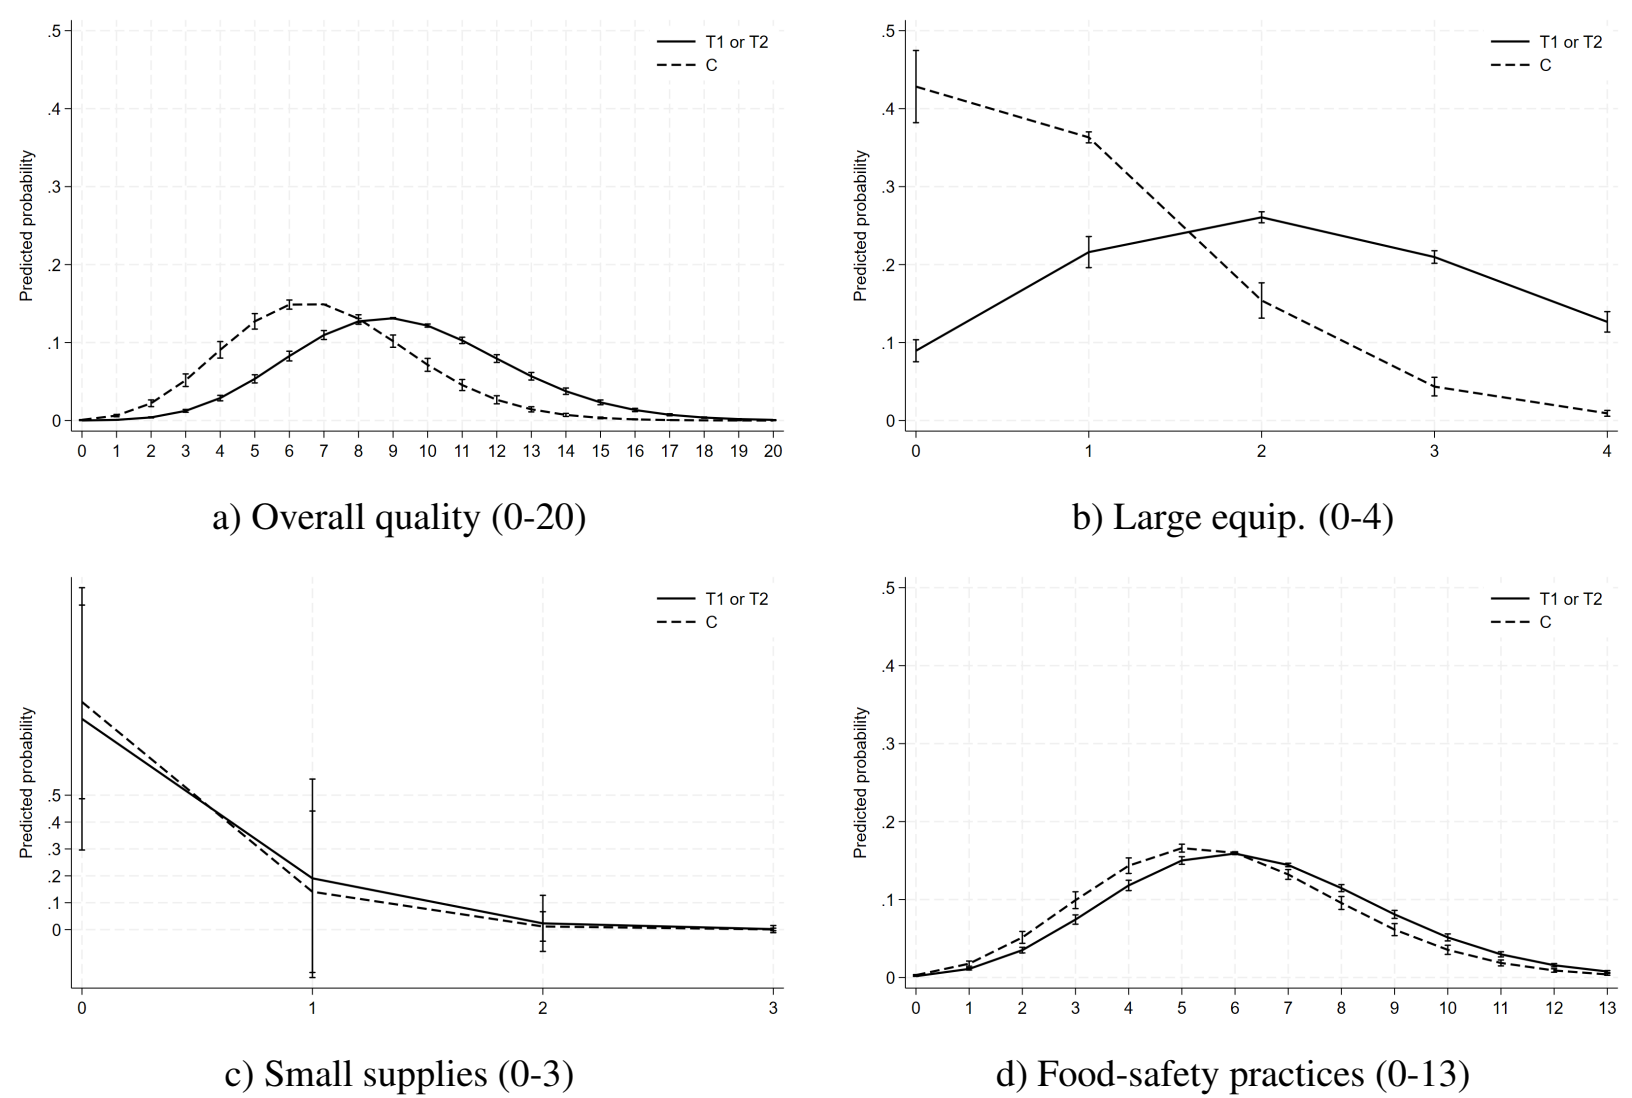 .5
.4
.3
.2
.1
0
Predicted probability
T1 or T2
C
0 1 2 3 4 5 6 7 8 9 10 11 12 13 14 15 16 17 18 19 20
a) Overall quality (0-20)
.5
.4
.3
.2
.1
0
Predicted probability
T1 or T2
C
0 1 2 3 4
b) Large equip. (0-4)
.5
.4
.3
.2
.1
0
Predicted probability
T1 or T2
C
0 1 2 3
c) Small supplies (0-3)
.5
.4
.3
.2
.1
0
Predicted probability
T1 or T2
C
0 1 2 3 4 5 6 7 8 9 10 11 12 13
d) Food-safety practices (0-13)